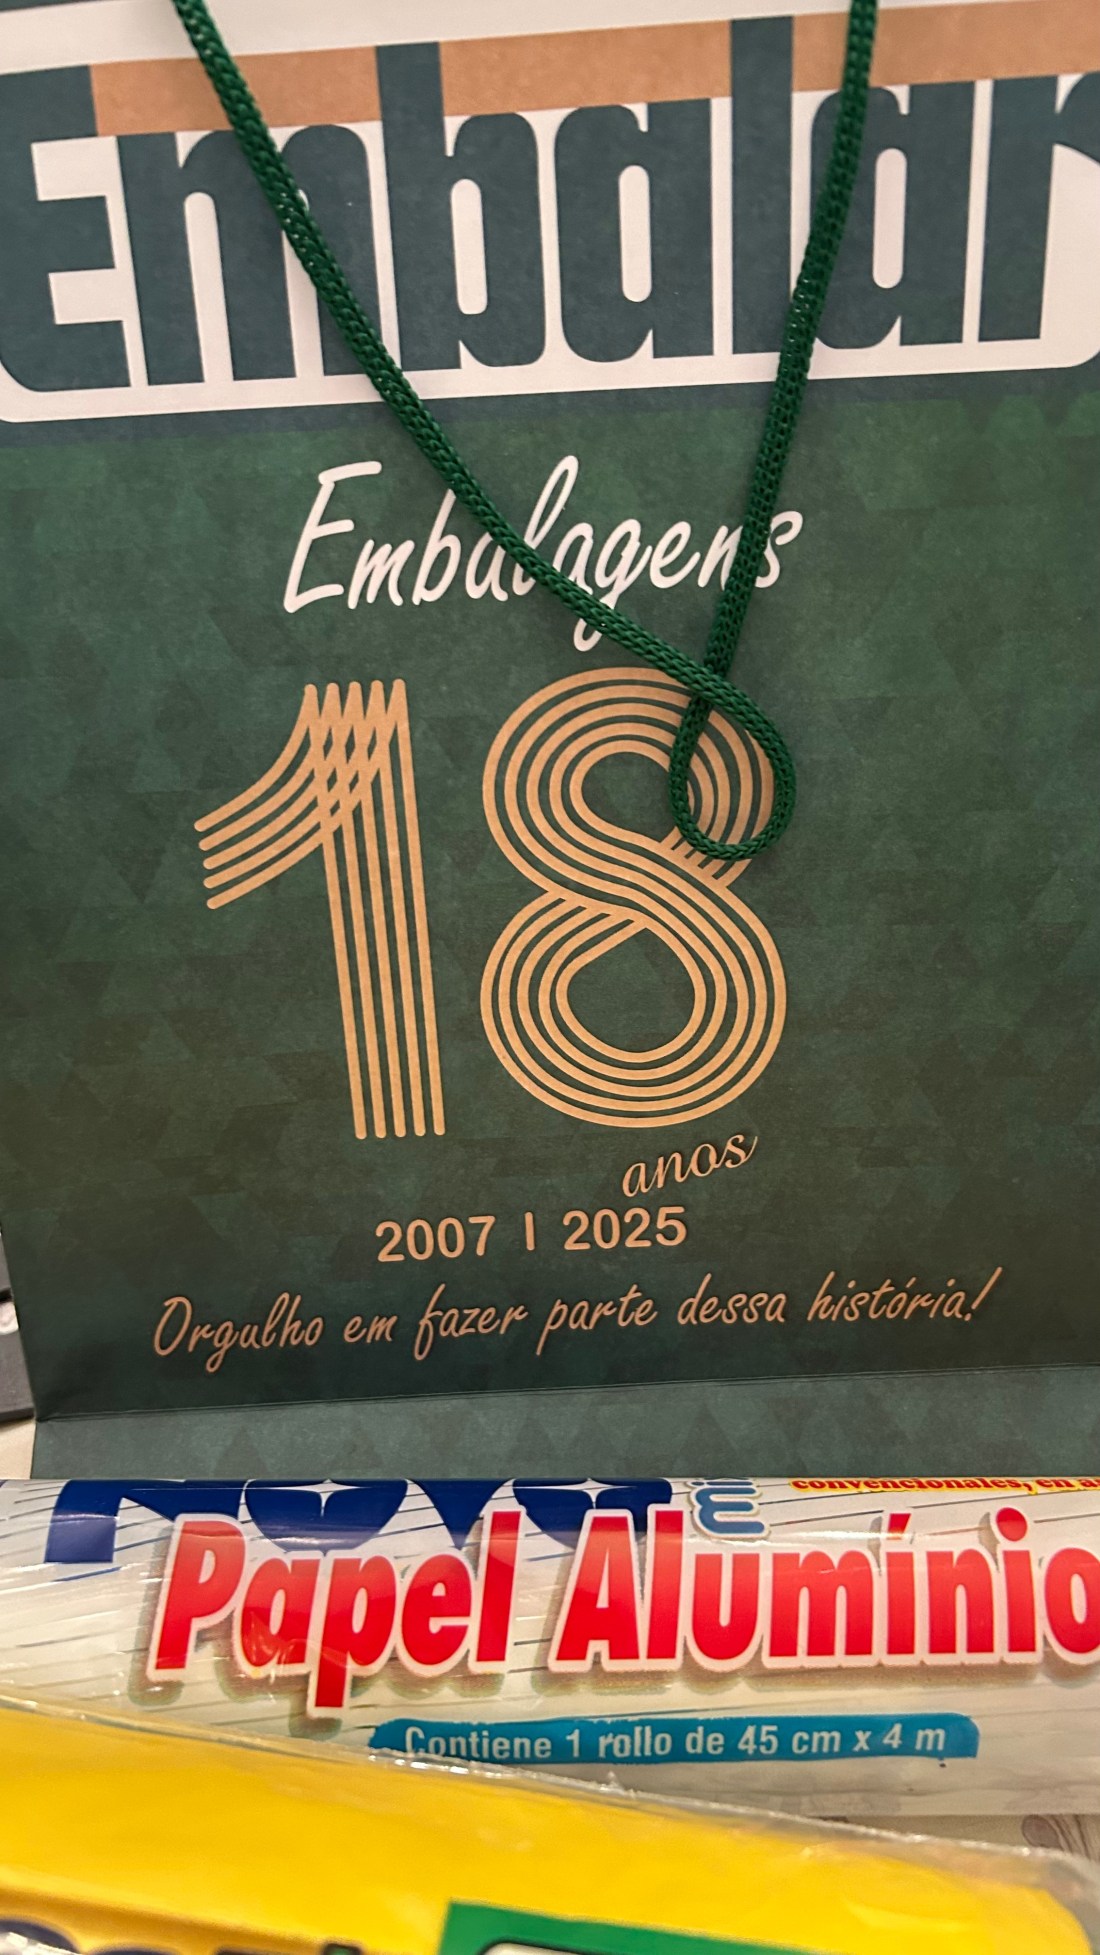 Embalar
Embalagens
18
anos
2007 | 2025
Orgulho em fazer parte dessa história!
convencionales, en
Papel Alumínio
Contiene 1 rollo de 45 cm x 4 m